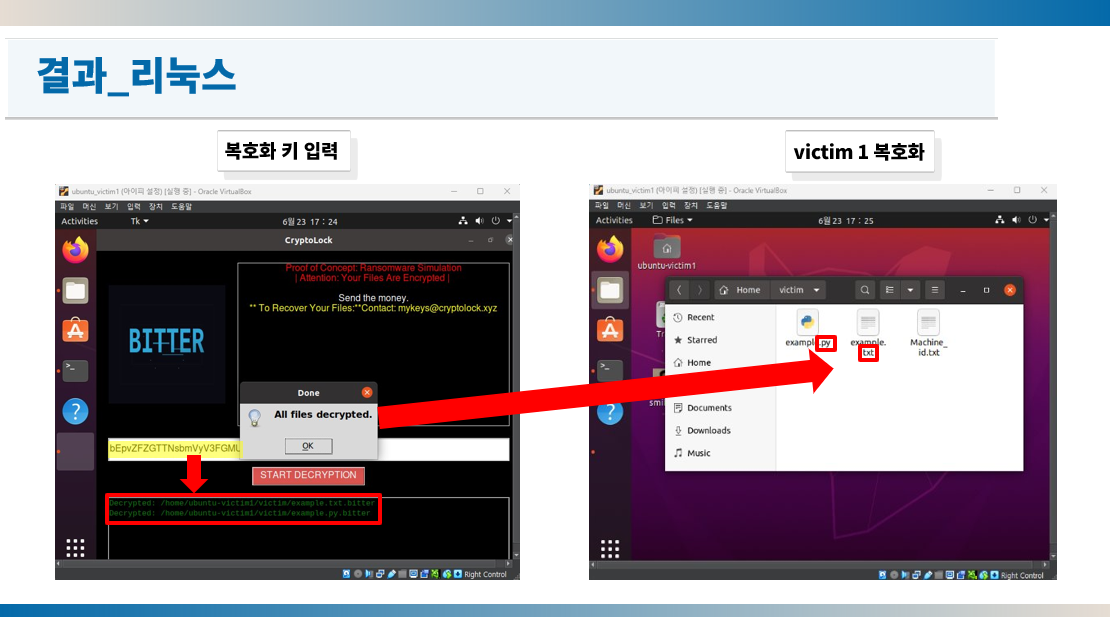 결과_리눅스
복호화 키 입력
victim 1 복호화
ubuntu_victim1 (아이피 설정) [실행 중] - Oracle VirtualBox
파일 머신 보기 입력 장치 도움말
Activities Tk 6월 23 17 : 24
CryptoLock
Proof of Concept: Ransomware Simulation
| Attention: Your Files Are Encrypted |
Send the money.
** To Recover Your Files:**Contact: mykeys@cryptolock.xyz
BITTER
Done
All files decrypted.
OK
bEpvZFZGTTNsbmVyV3FGMU
START DECRYPTION
Decrypted: /home/ubuntu-victim1/victim/example.txt.bitter
Decrypted: /home/ubuntu-victim1/victim/example.py.bitter
Right Control
ubuntu_victim1 (아이피 설정) [실행 중] - Oracle VirtualBox
파일 머신 보기 입력 장치 도움말
Activities Files 6월 23 17 : 25
ubuntu-victim1
Home victim
Recent
Starred
Home
Documents
Downloads
Music
example.py
example.
txt
Machine_
id.txt
Right Control